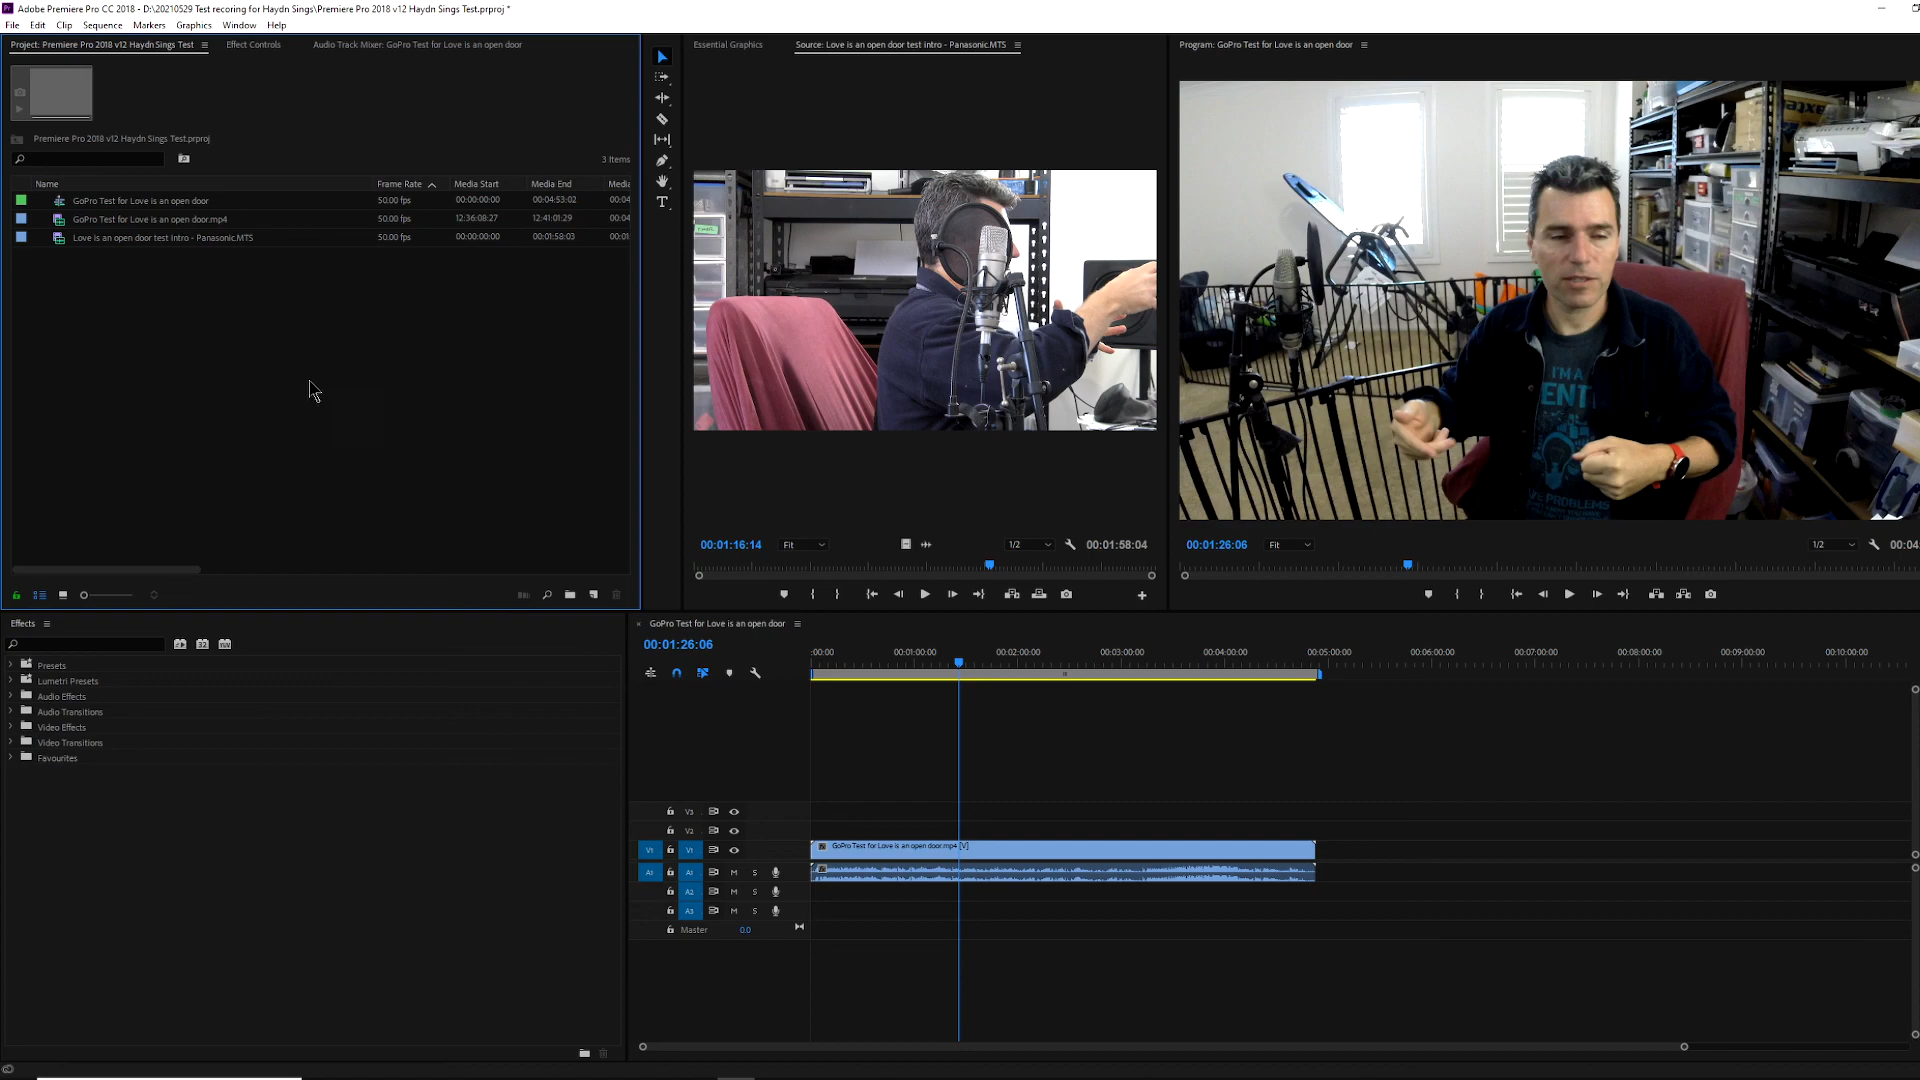 Adobe Premiere Pro CC 2018 - D:\20210529 Test recoring for Haydn Sings\Premiere Pro 2018 v12 Haydn Sings Test.prproj *
File Edit Clip Sequence Markers Graphics Window Help
Project: Premiere Pro 2018 v12 Haydn Sings Test
Effect Controls
Audio Track Mixer: GoPro Test for Love is an open door
Essential Graphics
Source: Love is an open door test intro - Panasonic.MTS
Program: GoPro Test for Love is an open door
Premiere Pro 2018 v12 Haydn Sings Test.prproj
3 Items
Name Frame Rate Media Start Media End Media
GoPro Test for Love is an open door 50.00 fps 00:00:00:00 00:04:53:02 00:04
GoPro Test for Love is an open door.mp4 50.00 fps 12:36:08:27 12:41:01:29 00:04
Love is an open door test intro - Panasonic.MTS 50.00 fps 00:00:00:00 00:01:58:03 00:01
I'M A
ENT
VE PROBLEMS
00:01:16:14 Fit 1/2 00:01:58:04
00:01:26:06 Fit 1/2 00:04:
Effects
Presets
Lumetri Presets
Audio Effects
Audio Transitions
Video Effects
Video Transitions
Favourites
GoPro Test for Love is an open door
00:01:26:06
:00:00 00:01:00:00 00:02:00:00 00:03:00:00 00:04:00:00 00:05:00:00 00:06:00:00 00:07:00:00 00:08:00:00 00:09:00:00 00:10:00:00
V3
V2
V1 V1 GoPro Test for Love is an open door.mp4 [V]
A1 A1 M S
A2 M S
A3 M S
Master 0.0